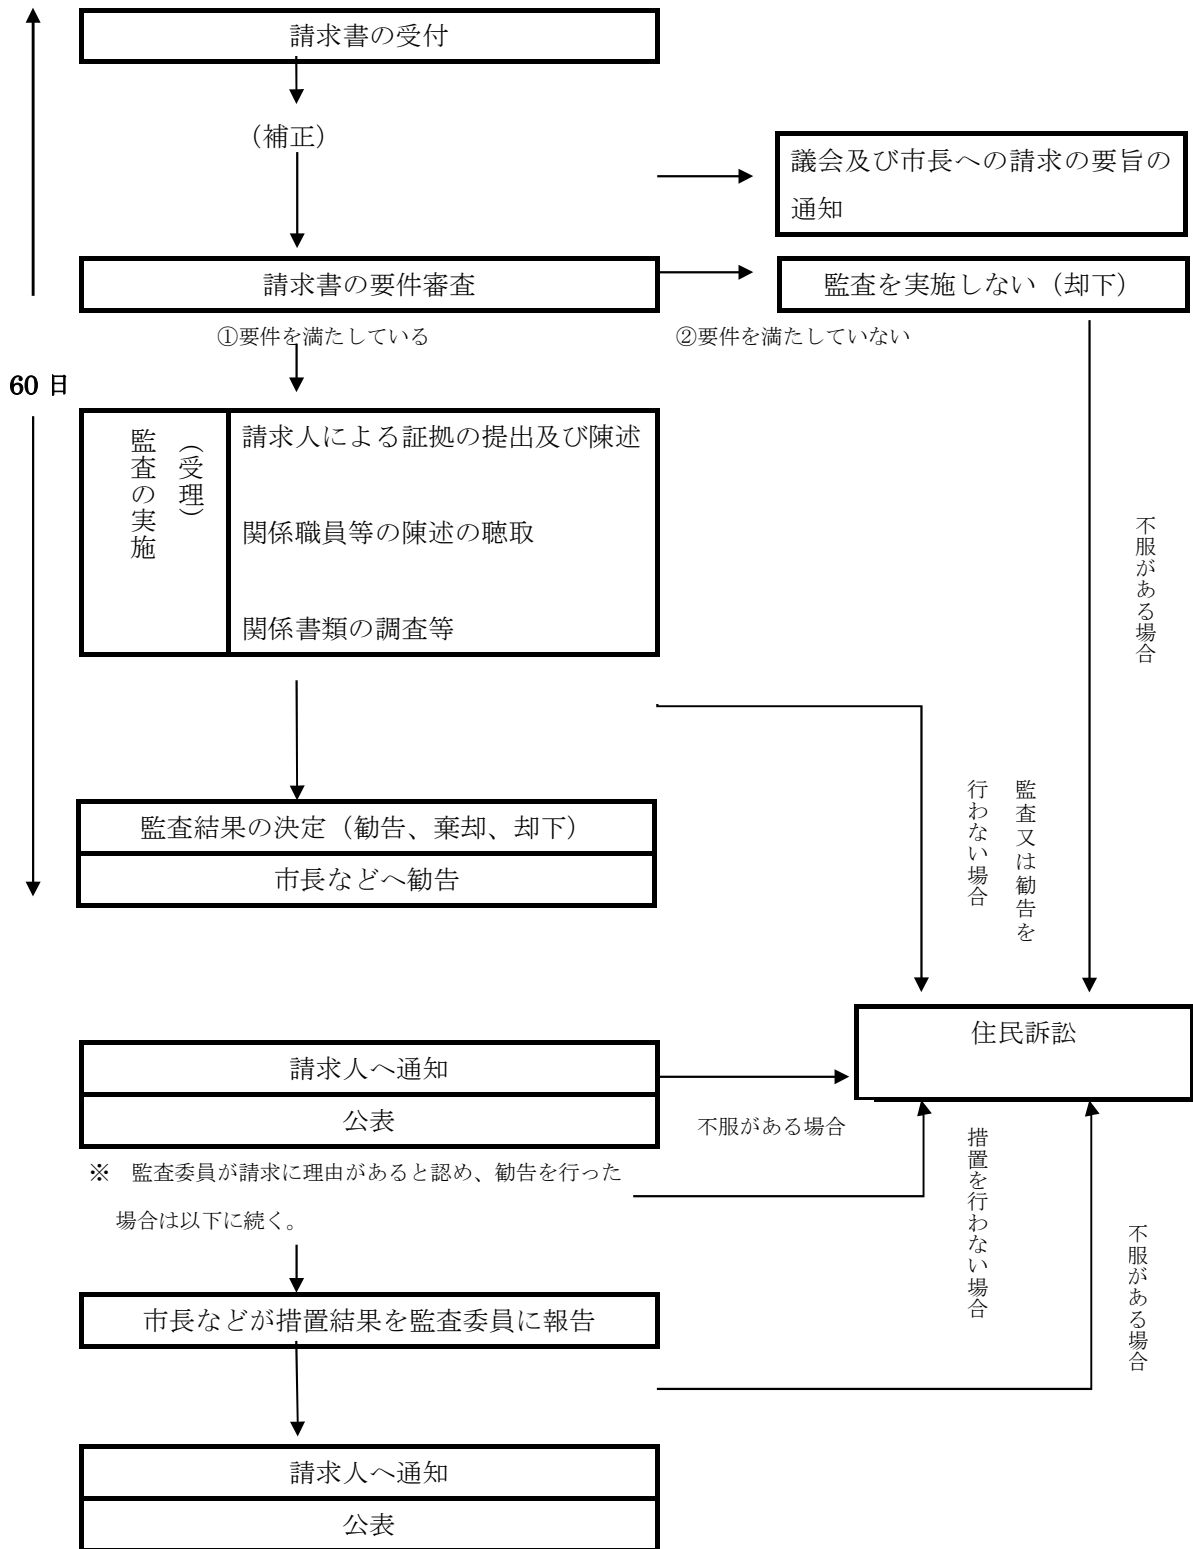 請求書の受付
（補正）
議会及び市長への請求の要旨の
通知
請求書の要件審査
監査を実施しない（却下）
①要件を満たしている
②要件を満たしていない
60 日
監査の実施
（受理）
請求人による証拠の提出及び陳述
関係職員等の陳述の聴取
関係書類の調査等
不服がある場合
監査又は勧告を
行わない場合
監査結果の決定（勧告、棄却、却下）
市長などへ勧告
住民訴訟
請求人へ通知
公表
不服がある場合
※　監査委員が請求に理由があると認め、勧告を行った
場合は以下に続く。
措置を行わない場合
不服がある場合
市長などが措置結果を監査委員に報告
請求人へ通知
公表